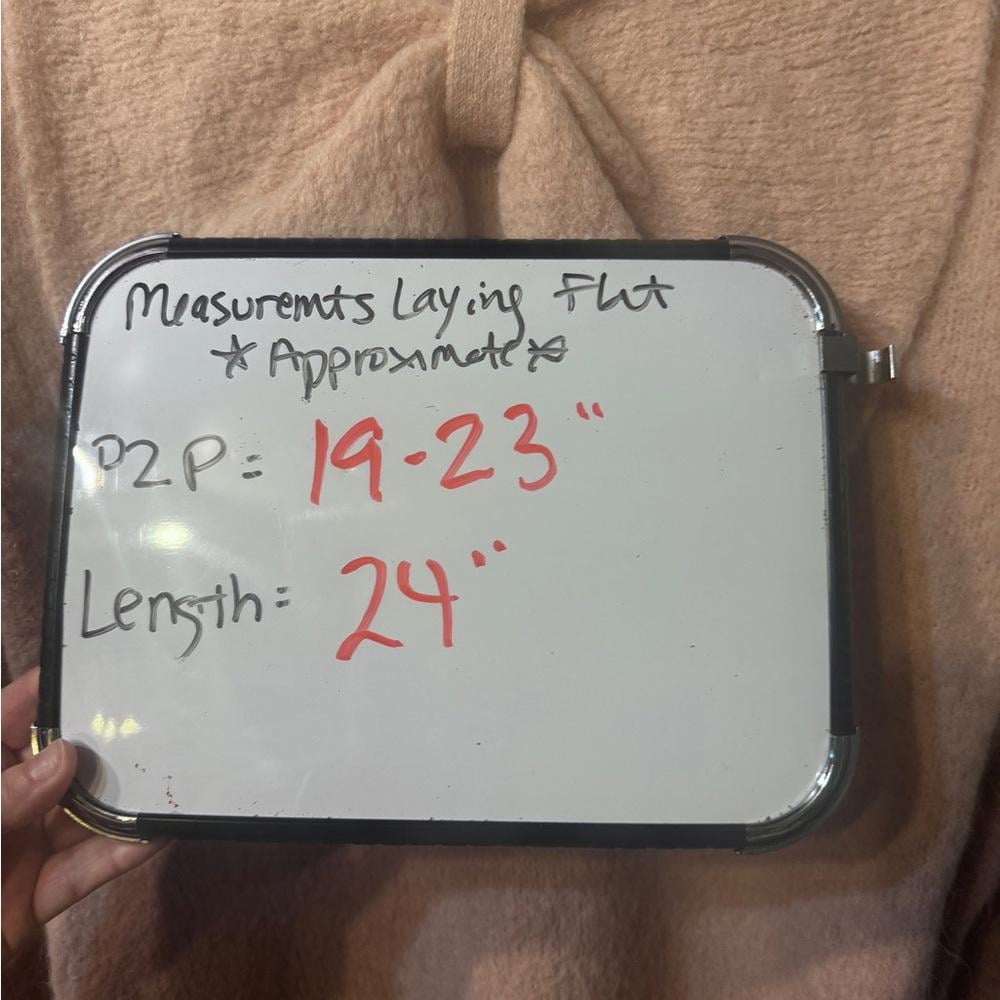 Measuremts Laying Flat
*Approximate*
P2P = 19-23"
Length = 24"